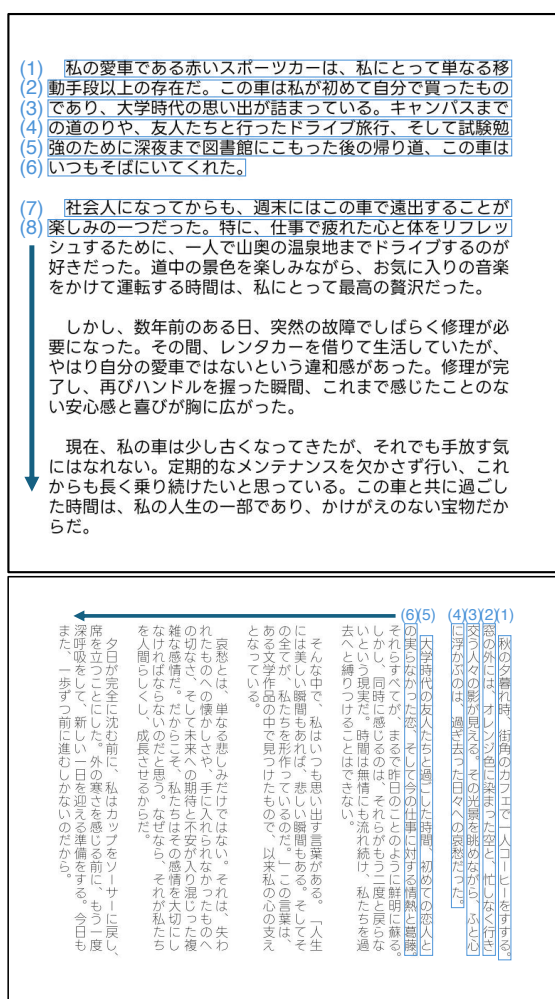 (1) 私の愛車である赤いスポーツカーは、私にとって単なる移
(2) 動手段以上の存在だ。この車は私が初めて自分で買ったもの
(3) であり、大学時代の思い出が詰まっている。キャンパスまで
(4) の道のりや、友人たちと行ったドライブ旅行、そして試験勉
(5) 強のために深夜まで図書館にこもった後の帰り道、この車は
(6) いつもそばにいてくれた。
(7) 社会人になってからも、週末にはこの車で遠出することが
(8) 楽しみの一つだった。特に、仕事で疲れた心と体をリフレッ
シュするために、一人で山奥の温泉地までドライブするのが
好きだった。道中の景色を楽しみながら、お気に入りの音楽
をかけて運転する時間は、私にとって最高の贅沢だった。
しかし、数年前のある日、突然の故障でしばらく修理が必
要になった。その間、レンタカーを借りて生活していたが、
やはり自分の愛車ではないという違和感があった。修理が完
了し、再びハンドルを握った瞬間、これまで感じたことのな
い安心感と喜びが胸に広がった。
現在、私の車は少し古くなってきたが、それでも手放す気
にはなれない。定期的なメンテナンスを欠かさず行い、これ
からも長く乗り続けたいと思っている。この車と共に過ごし
た時間は、私の人生の一部であり、かけがえのない宝物だか
らだ。
(1) 秋の夕暮れ時、街角のカフェで一人コーヒーをすする。
(2) 窓の外には、オレンジ色に染まった空と、忙しなく行き
(3) 交う人々の影が見える。その光景を眺めながら、ふと心
(4) に浮かぶのは、過ぎ去った日々への哀愁だった。
(5) 大学時代の友人たちと過ごした時間、初めての恋人と
(6) の実らなかった恋、そして今の仕事に対する情熱と葛藤。
それらすべてが、まるで昨日のことのように鮮明に蘇る。
しかし、同時に感じるのは、それらがもう二度と戻らな
いという現実だ。時間は無情にも流れ続け、私たちを過
去へと縛りつけることはできない。
そんな中で、私はいつも思い出す言葉がある。「人生
には美しい瞬間もあれば、悲しい瞬間もある。そしてそ
の全てが、私たちを形作っているのだ。」この言葉は、
ある文学作品の中で見つけたもので、以来私の心の支え
となっている。
哀愁とは、単なる悲しみだけではない。それは、失わ
れたものへの懐かしさや、手に入れられなかったものへ
の切なさ、そして未来への期待と不安が入り混じった複
雑な感情だ。だからこそ、私たちはその感情を大切にし
なければならないのだと思う。なぜなら、それが私たち
を人間らしくし、成長させるからだ。
夕日が完全に沈む前に、私はカップをソーサーに戻し、
席を立つことにした。外の寒さを感じる前に、もう一度
深呼吸をして、新しい一日を迎える準備をする。今日も
また、一歩ずつ前に進むしかないのだから。